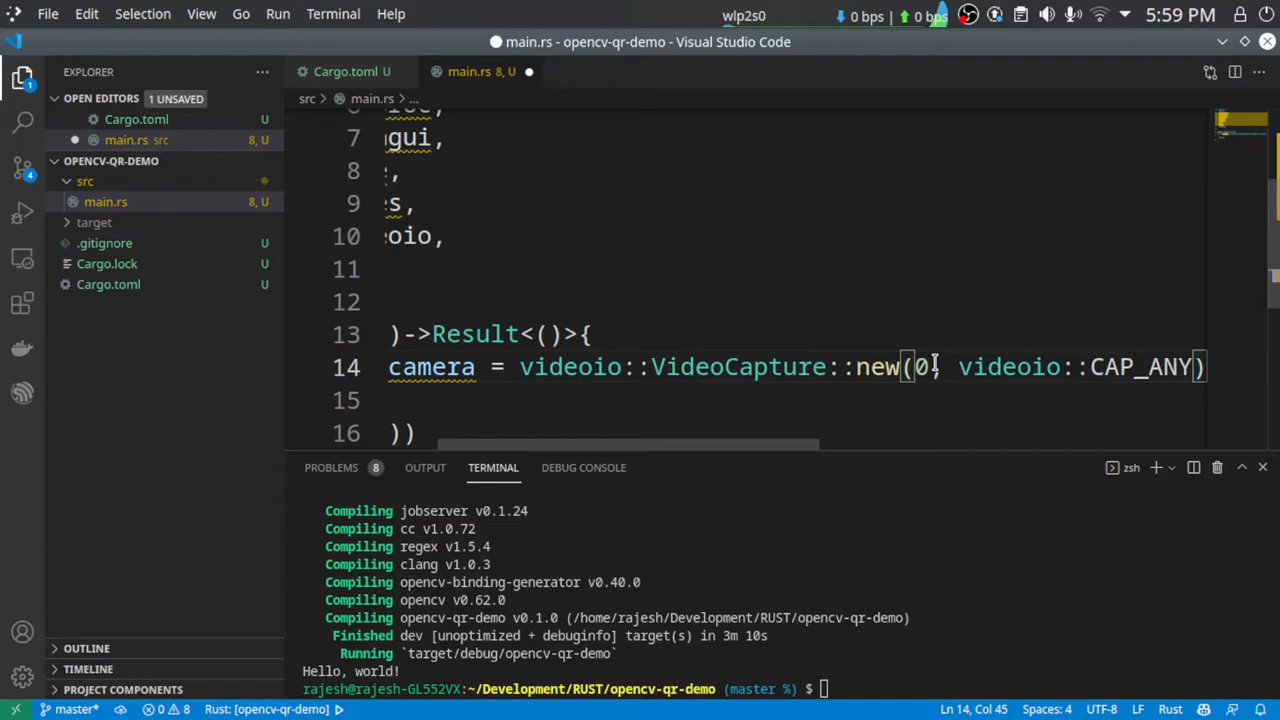 File Edit Selection View Go Run Terminal Help wlp2s0 0 bps 0 bps 5:59 PM
main.rs - opencv-qr-demo - Visual Studio Code
EXPLORER
Cargo.toml U main.rs 8, U
OPEN EDITORS 1 UNSAVED
src > main.rs > ...
Cargo.toml U
main.rs src 8, U
OPENCV-QR-DEMO
src
main.rs 8, U
target
.gitignore U
Cargo.lock U
Cargo.toml U
7 gui,
8 ,
9 s,
10 oio,
11
12
13 )->Result<()>{
14 camera = videoio::VideoCapture::new(0, videoio::CAP_ANY)
15
16 ))
PROBLEMS 8 OUTPUT TERMINAL DEBUG CONSOLE zsh
Compiling jobserver v0.1.24
Compiling cc v1.0.72
Compiling regex v1.5.4
Compiling clang v1.0.3
Compiling opencv-binding-generator v0.40.0
Compiling opencv v0.62.0
Compiling opencv-qr-demo v0.1.0 (/home/rajesh/Development/RUST/opencv-qr-demo)
Finished dev [unoptimized + debuginfo] target(s) in 3m 10s
Running `target/debug/opencv-qr-demo`
Hello, world!
rajesh@rajesh-GL552VX:~/Development/RUST/opencv-qr-demo (master %) $
OUTLINE
TIMELINE
PROJECT COMPONENTS
master* 0 8 Rust: [opencv-qr-demo] Ln 14, Col 45 Spaces: 4 UTF-8 LF Rust